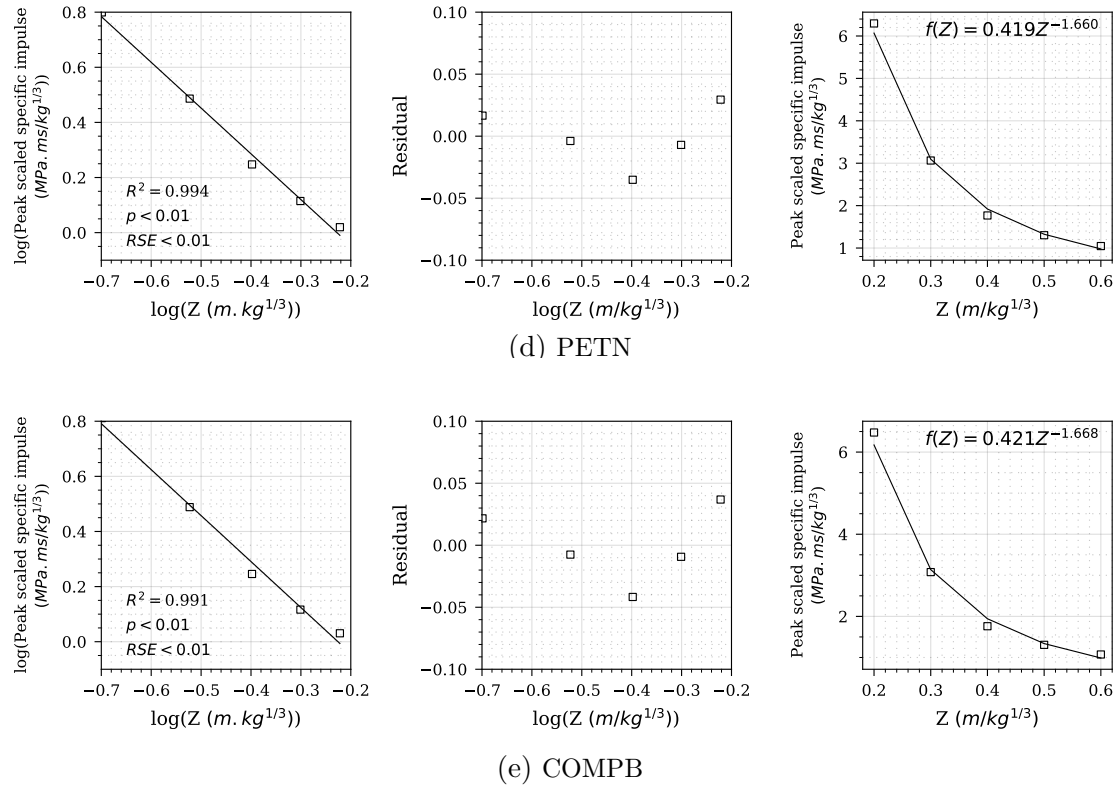 log(Peak scaled specific impulse
(MPa.ms/kg^{1/3}))
0.8
0.6
0.4
0.2
0.0
R² = 0.994
p < 0.01
RSE < 0.01
−0.7 −0.6 −0.5 −0.4 −0.3 −0.2
log(Z (m.kg^{1/3}))
Residual
0.10
0.05
0.00
−0.05
−0.10
−0.7 −0.6 −0.5 −0.4 −0.3 −0.2
log(Z (m/kg^{1/3}))
Peak scaled specific impulse
(MPa.ms/kg^{1/3})
f(Z) = 0.419Z^{−1.660}
6
5
4
3
2
1
0.2 0.3 0.4 0.5 0.6
Z (m/kg^{1/3})
(d) PETN
log(Peak scaled specific impulse
(MPa.ms/kg^{1/3}))
0.8
0.6
0.4
0.2
0.0
R² = 0.991
p < 0.01
RSE < 0.01
−0.7 −0.6 −0.5 −0.4 −0.3 −0.2
log(Z (m.kg^{1/3}))
Residual
0.10
0.05
0.00
−0.05
−0.10
−0.7 −0.6 −0.5 −0.4 −0.3 −0.2
log(Z (m/kg^{1/3}))
Peak scaled specific impulse
(MPa.ms/kg^{1/3})
f(Z) = 0.421Z^{−1.668}
6
4
2
0.2 0.3 0.4 0.5 0.6
Z (m/kg^{1/3})
(e) COMPB